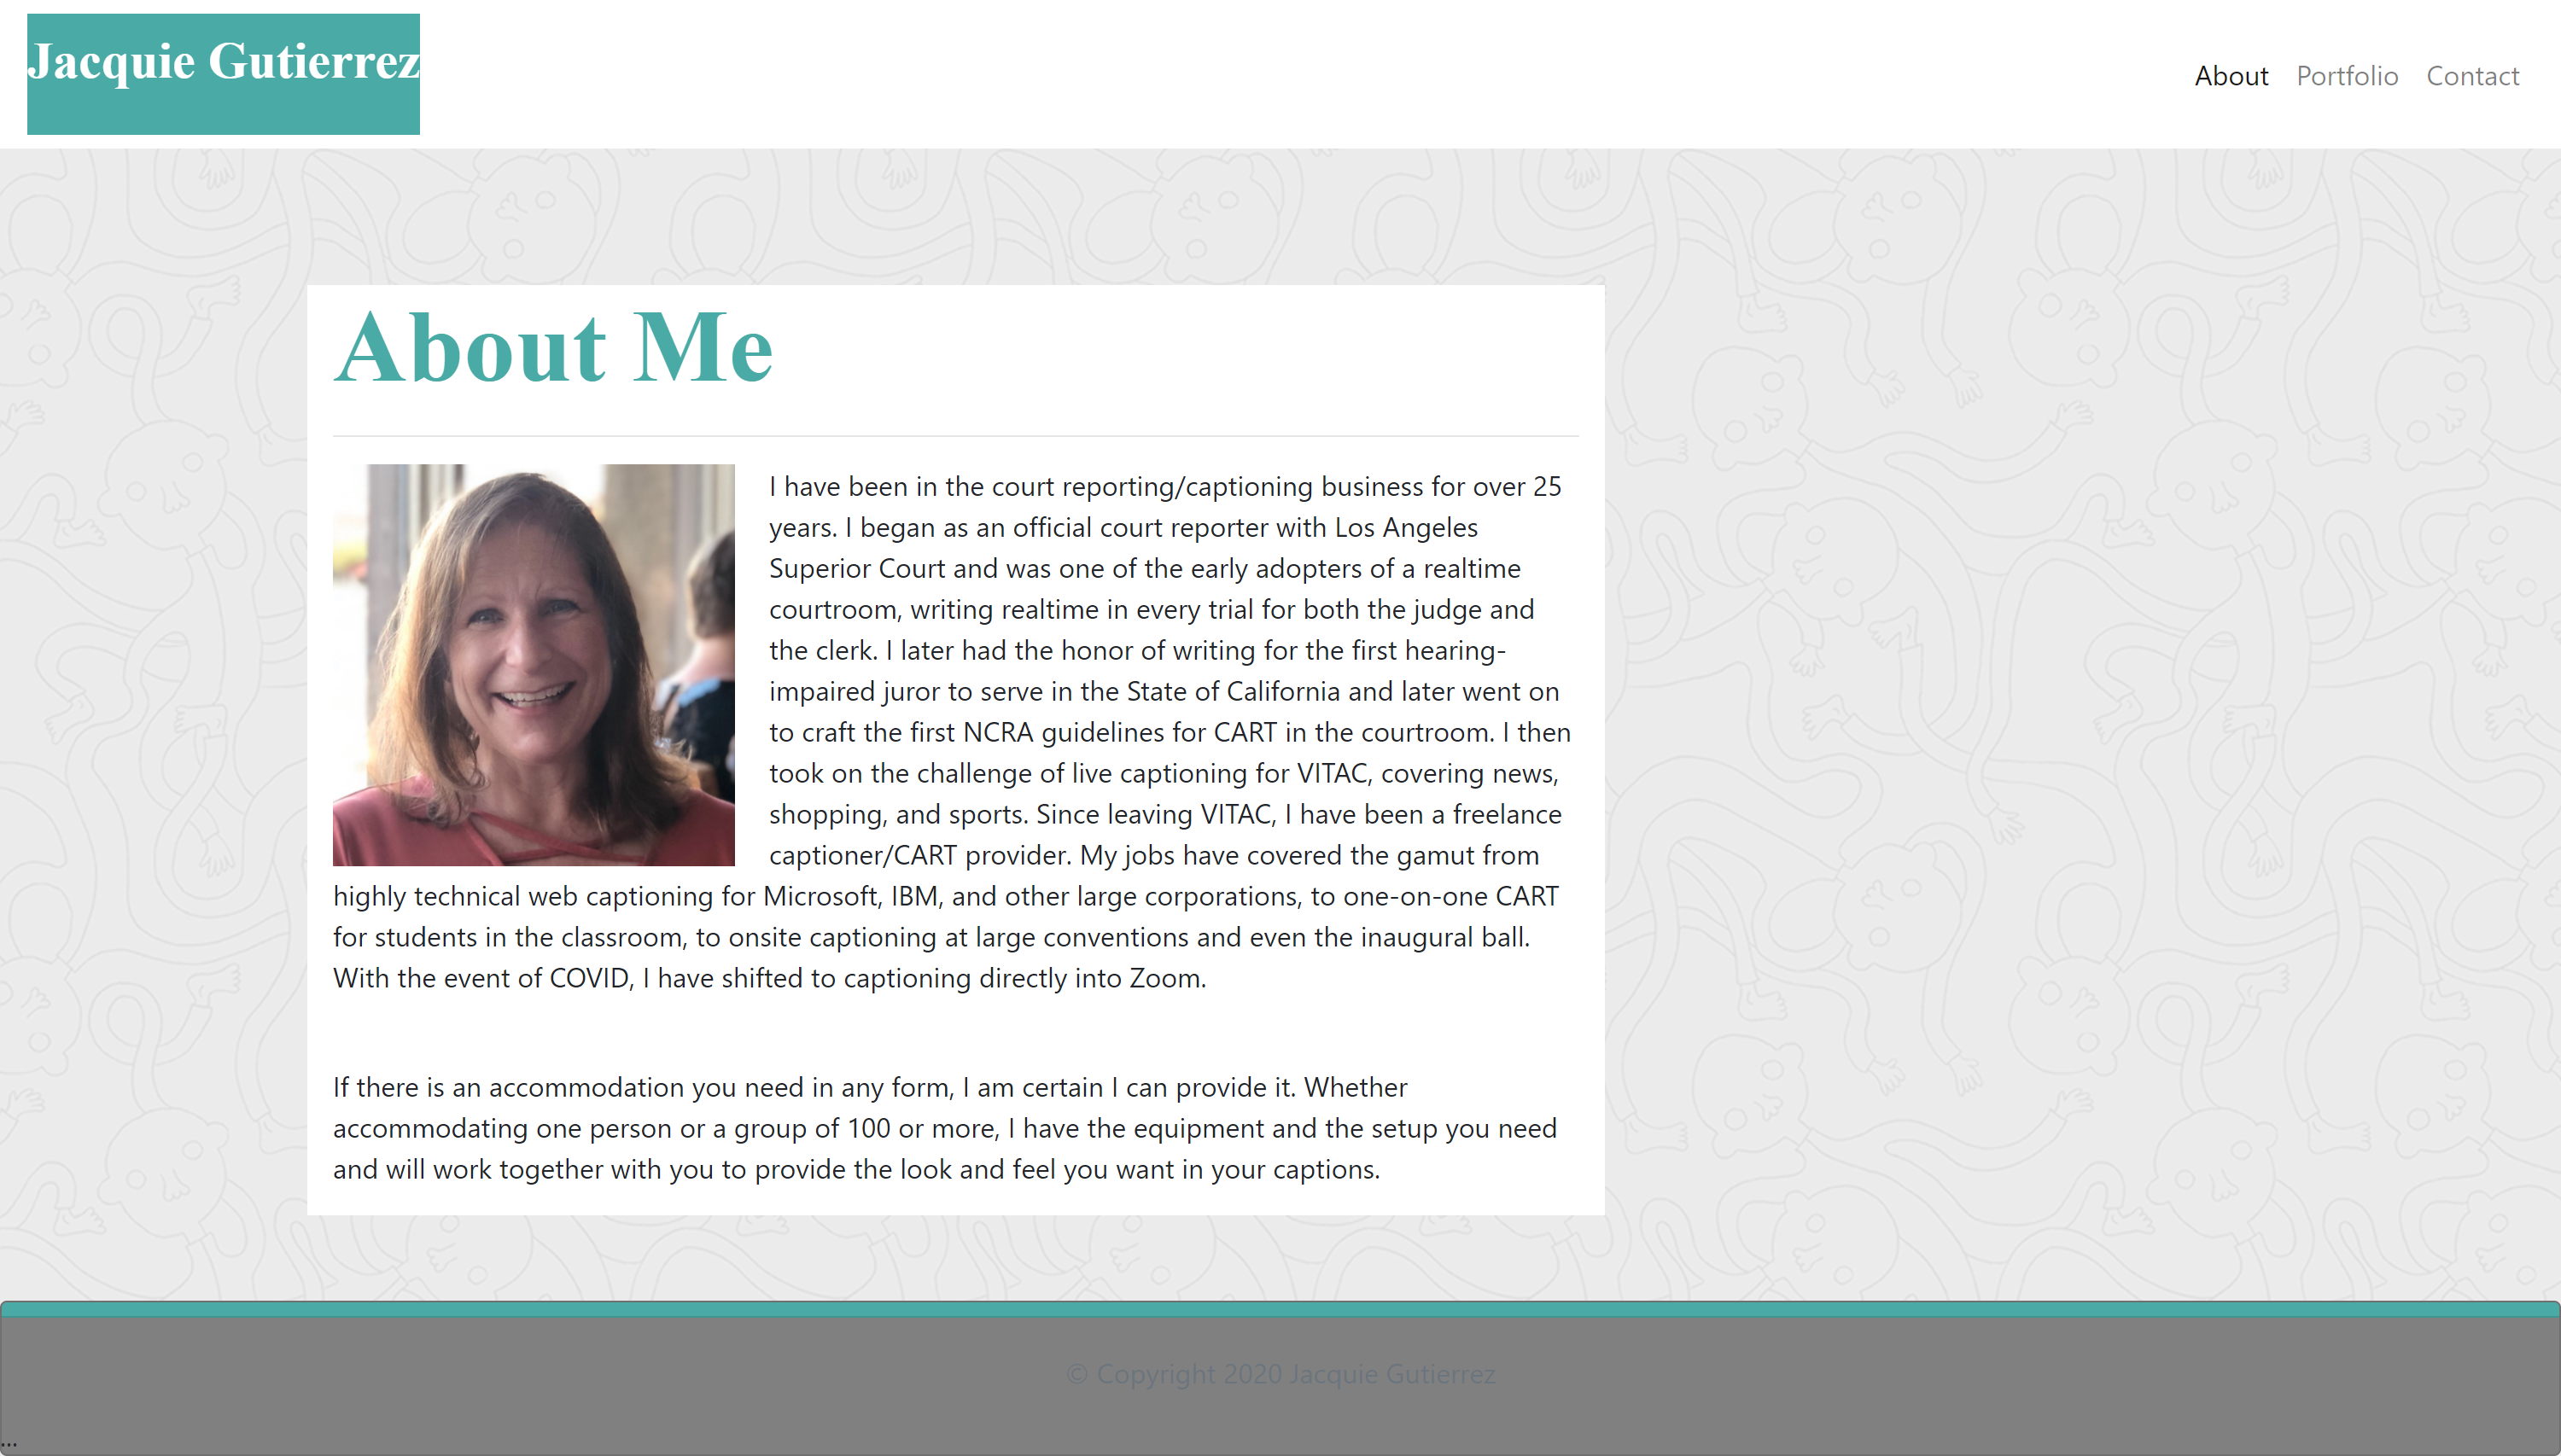 Jacquie Gutierrez
About Portfolio Contact
About Me
I have been in the court reporting/captioning business for over 25
years. I began as an official court reporter with Los Angeles
Superior Court and was one of the early adopters of a realtime
courtroom, writing realtime in every trial for both the judge and
the clerk. I later had the honor of writing for the first hearing-
impaired juror to serve in the State of California and later went on
to craft the first NCRA guidelines for CART in the courtroom. I then
took on the challenge of live captioning for VITAC, covering news,
shopping, and sports. Since leaving VITAC, I have been a freelance
captioner/CART provider. My jobs have covered the gamut from
highly technical web captioning for Microsoft, IBM, and other large corporations, to one-on-one CART
for students in the classroom, to onsite captioning at large conventions and even the inaugural ball.
With the event of COVID, I have shifted to captioning directly into Zoom.
If there is an accommodation you need in any form, I am certain I can provide it. Whether
accommodating one person or a group of 100 or more, I have the equipment and the setup you need
and will work together with you to provide the look and feel you want in your captions.
© Copyright 2020 Jacquie Gutierrez
...